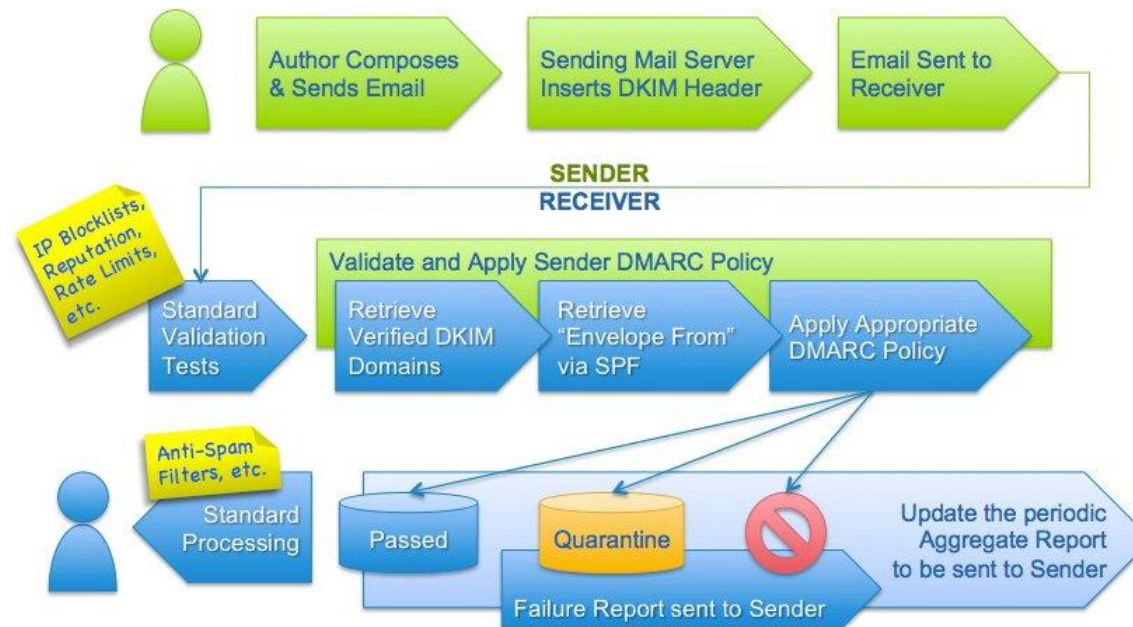 Author Composes
& Sends Email
Sending Mail Server
Inserts DKIM Header
Email Sent to
Receiver
SENDER
RECEIVER
IP Blocklists,
Reputation,
Rate Limits,
etc.
Standard
Validation
Tests
Validate and Apply Sender DMARC Policy
Retrieve
Verified DKIM
Domains
Retrieve
“Envelope From”
via SPF
Apply Appropriate
DMARC Policy
Anti-Spam
Filters, etc.
Standard
Processing
Passed
Quarantine
Update the periodic
Aggregate Report
to be sent to Sender
Failure Report sent to Sender